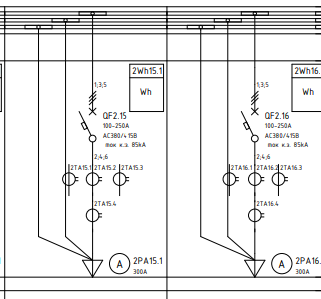 2Wh15.1
Wh
1;3;5
QF2.15
100-250A
AC380/415В
ток к.з. 85kA
2;4;6
2TA15.1 2TA15.2 2TA15.3
2TA15.4
A
2PA15.1
300A
2Wh16.
Wh
1;3;5
QF2.16
100-250A
AC380/415В
ток к.з. 85kA
2;4;6
2TA16.1 2TA16.2 2TA16.3
2TA16.4
A
2PA16.
300A